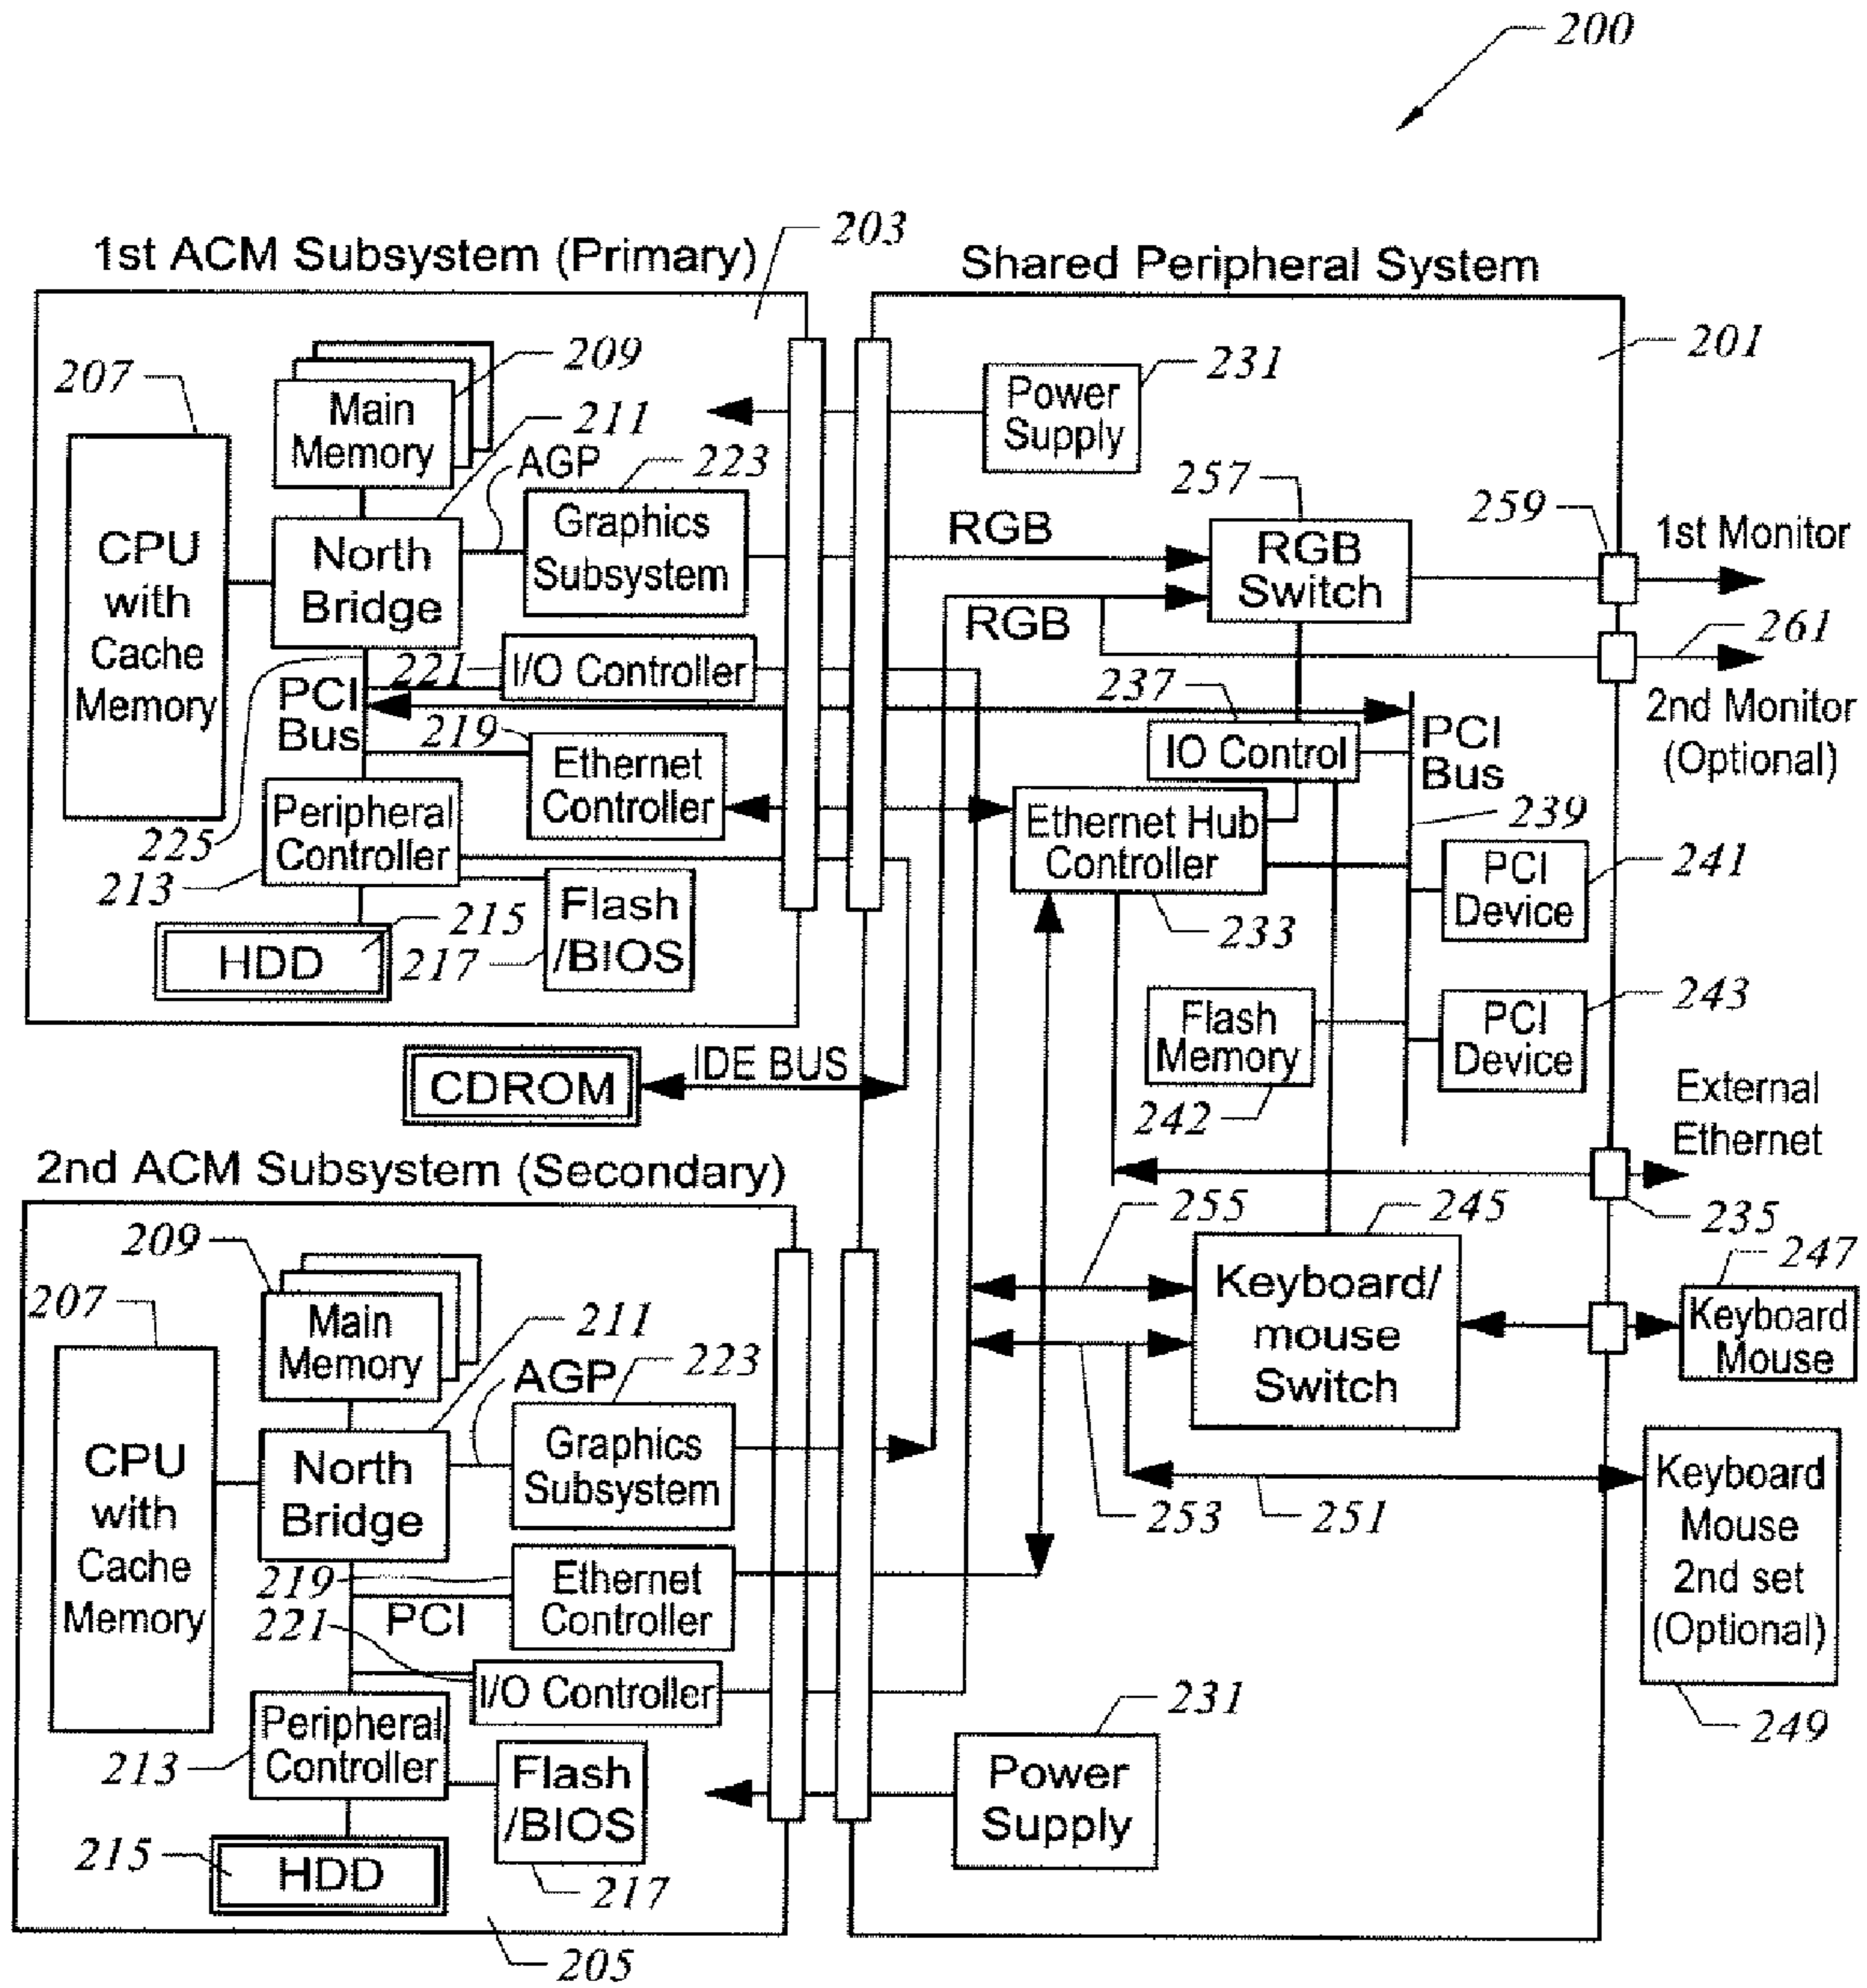 200
1st ACM Subsystem (Primary)
203
Shared Peripheral System
201
207
209
Main
Memory
211
AGP
223
CPU
with
Cache
Memory
North
Bridge
Graphics
Subsystem
221
I/O Controller
PCI
Bus
219
Ethernet
Controller
225
Peripheral
Controller
213
215
HDD
217
Flash
/BIOS
Power
Supply
231
257
RGB
RGB
RGB
Switch
259
1st Monitor
261
2nd Monitor
(Optional)
237
IO Control
PCI
Bus
239
Ethernet Hub
Controller
233
PCI
Device
241
Flash
Memory
242
PCI
Device
243
CDROM
IDE BUS
External
Ethernet
235
2nd ACM Subsystem (Secondary)
209
207
Main
Memory
211
AGP
223
CPU
with
Cache
Memory
North
Bridge
Graphics
Subsystem
219
PCI
Ethernet
Controller
221
I/O Controller
Peripheral
Controller
213
Flash
/BIOS
215
HDD
217
205
255
245
Keyboard/
mouse
Switch
247
Keyboard
Mouse
253
251
Keyboard
Mouse
2nd set
(Optional)
249
231
Power
Supply